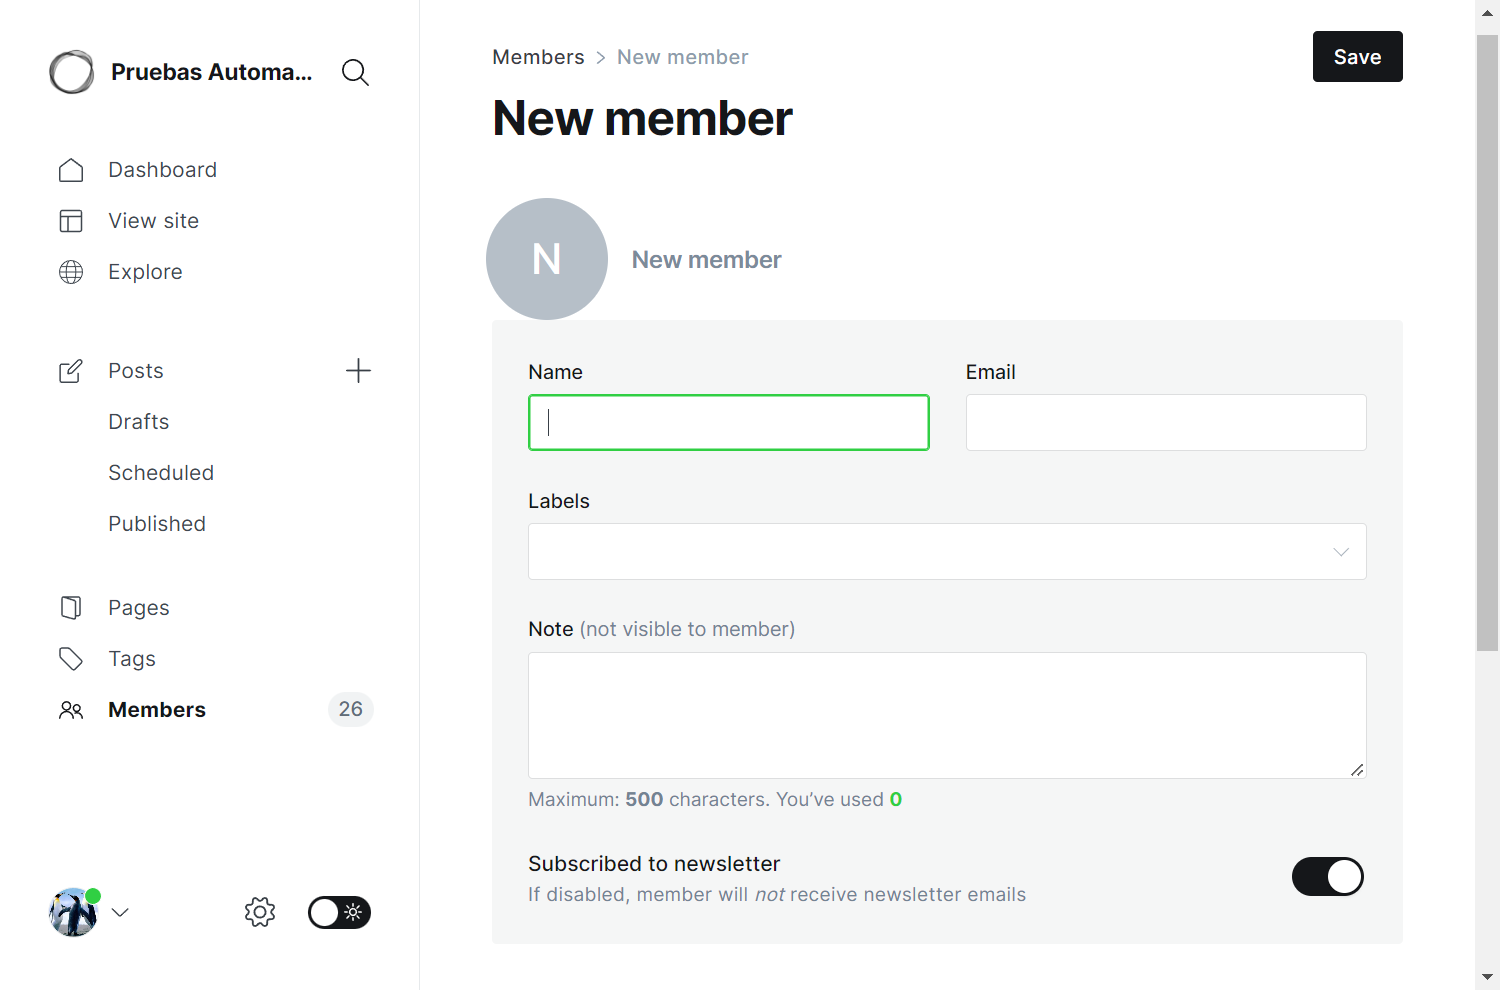 Pruebas Automa...
Dashboard
View site
Explore
Posts
Drafts
Scheduled
Published
Pages
Tags
Members 26
Members > New member
Save
New member
N
New member
Name
Email
Labels
Note (not visible to member)
Maximum: 500 characters. You’ve used 0
Subscribed to newsletter
If disabled, member will not receive newsletter emails